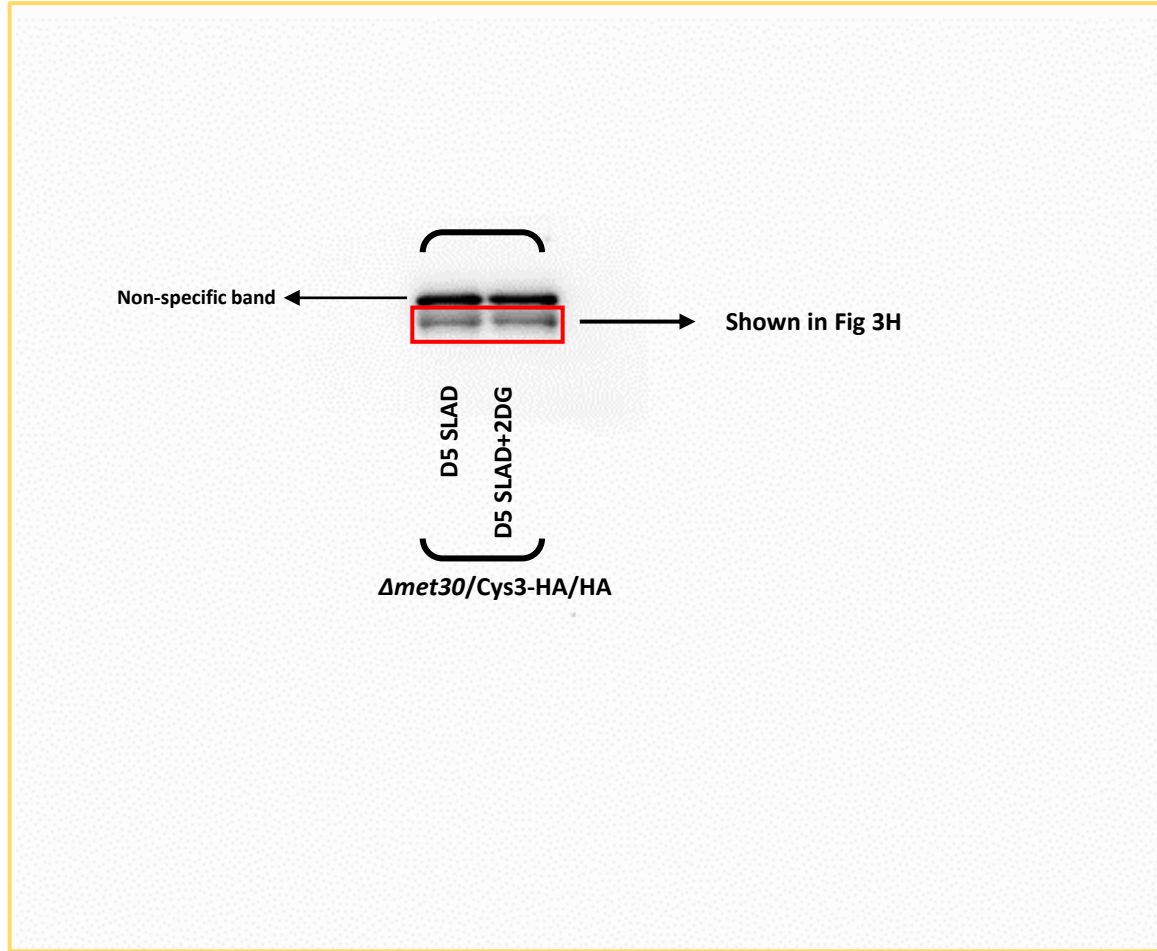 Non-specific band
Shown in Fig 3H
D5 SLAD
D5 SLAD+2DG
Δmet30/Cys3-HA/HA